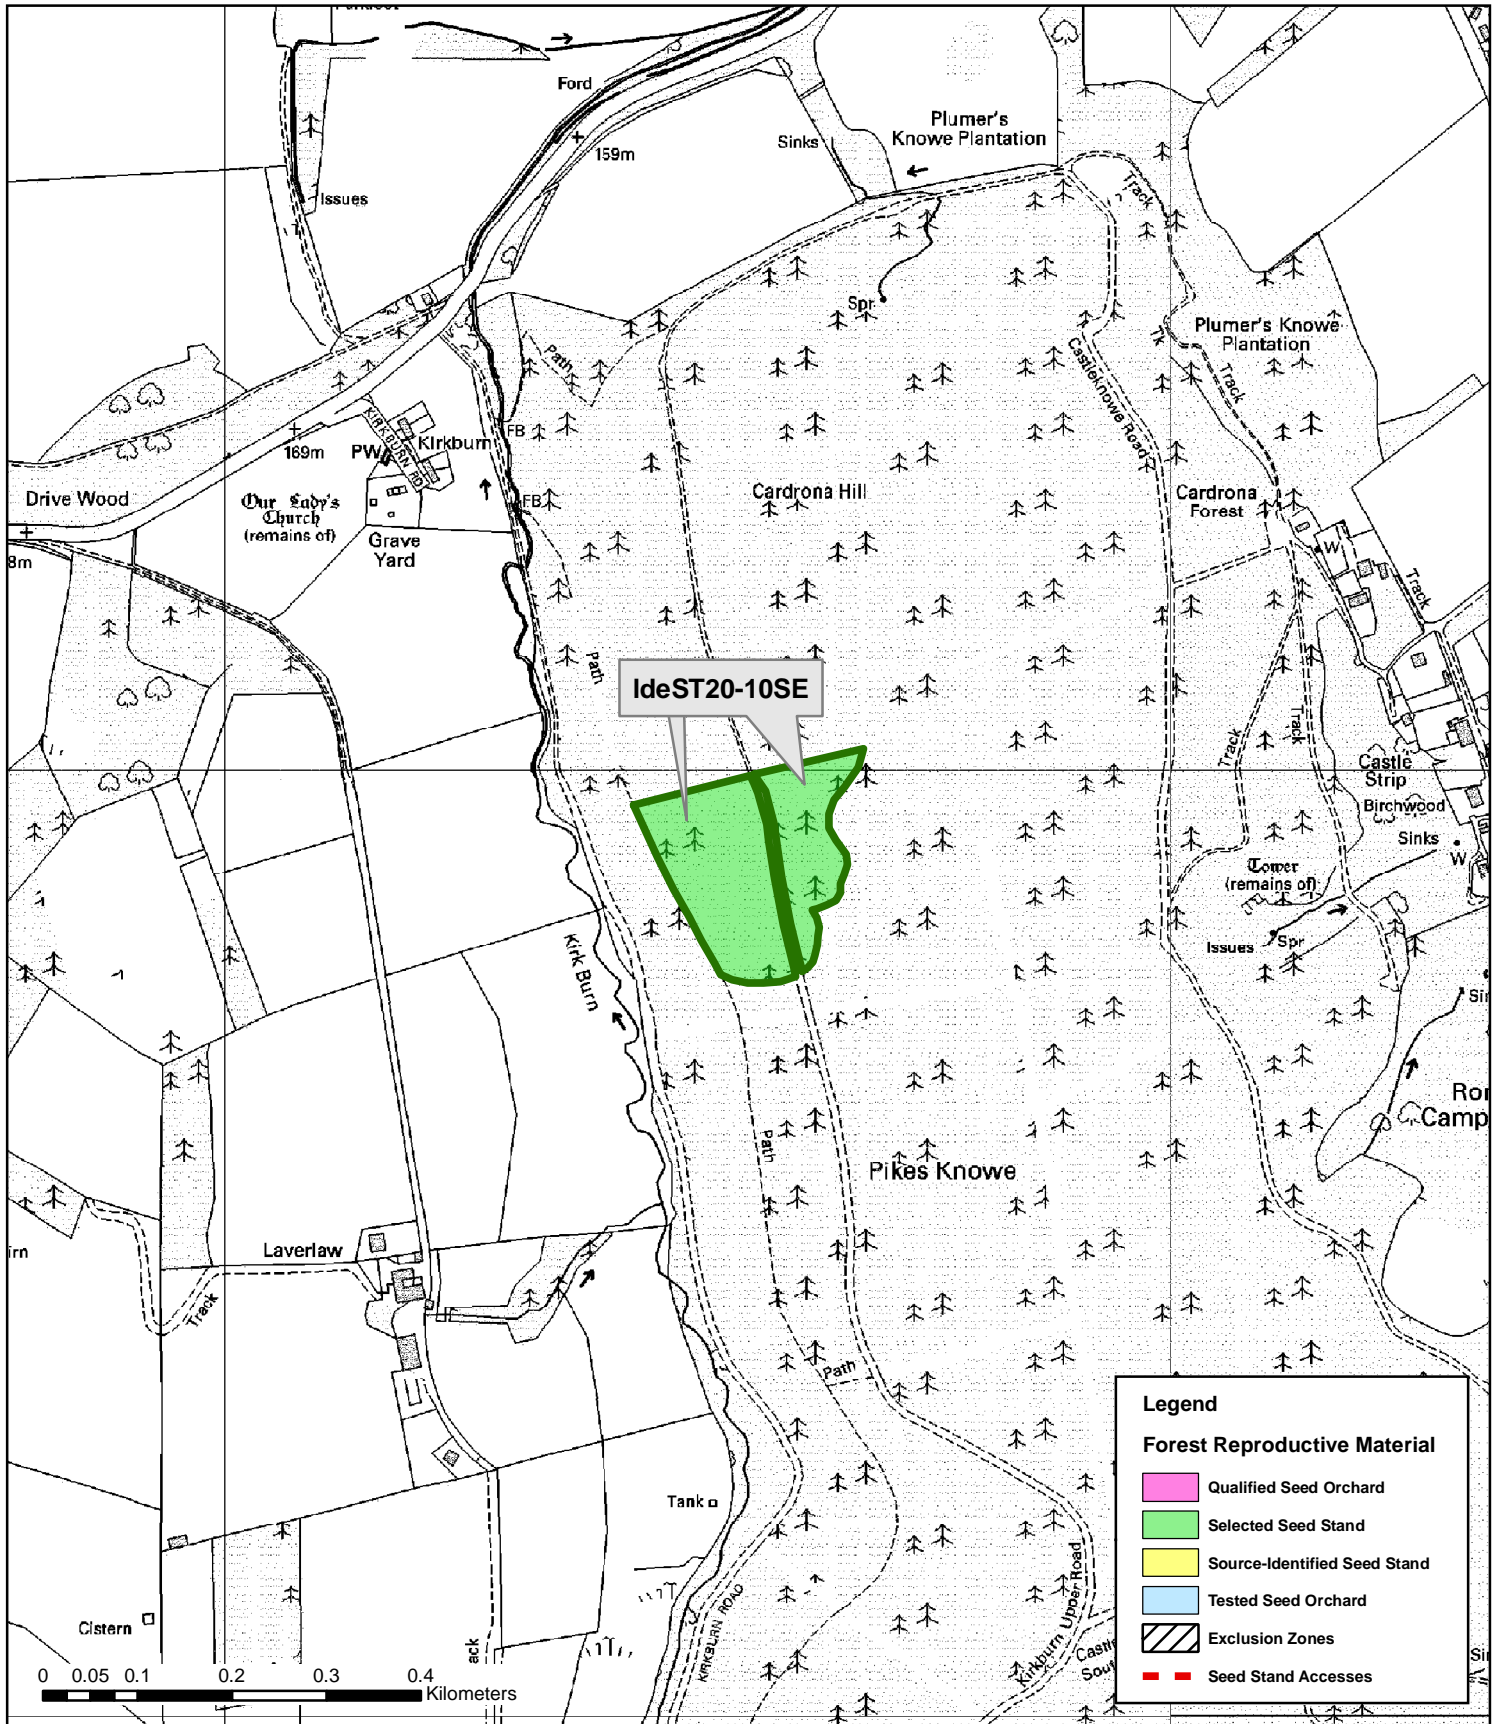 Ford
159m
Sinks
Plumer's
Knowe Plantation
Track
Issues
Spr
Path
Plumer's Knowe
Plantation
Tk
Track
Castleknowe Road
KIRKBURN RD
Kirkburn
PW
FB
169m
Drive Wood
Our Lady's
Church
(remains of)
Grave
Yard
FB
8m
Cardrona Hill
Cardrona
Forest
W
Track
Path
IdeST20-10SE
Track
Track
Castle
Strip
Birchwood
Sinks
W
Tower
(remains of)
Issues
Spr
Kirk Burn
Path
Pikes Knowe
Camp
Laverlaw
Track
Path
Tank
Cistern
KIRKBURN ROAD
Kirkburn Upper Road
Legend
Forest Reproductive Material
Qualified Seed Orchard
Selected Seed Stand
Source-Identified Seed Stand
Tested Seed Orchard
Exclusion Zones
Seed Stand Accesses
0 0.05 0.1 0.2 0.3 0.4
Kilometers